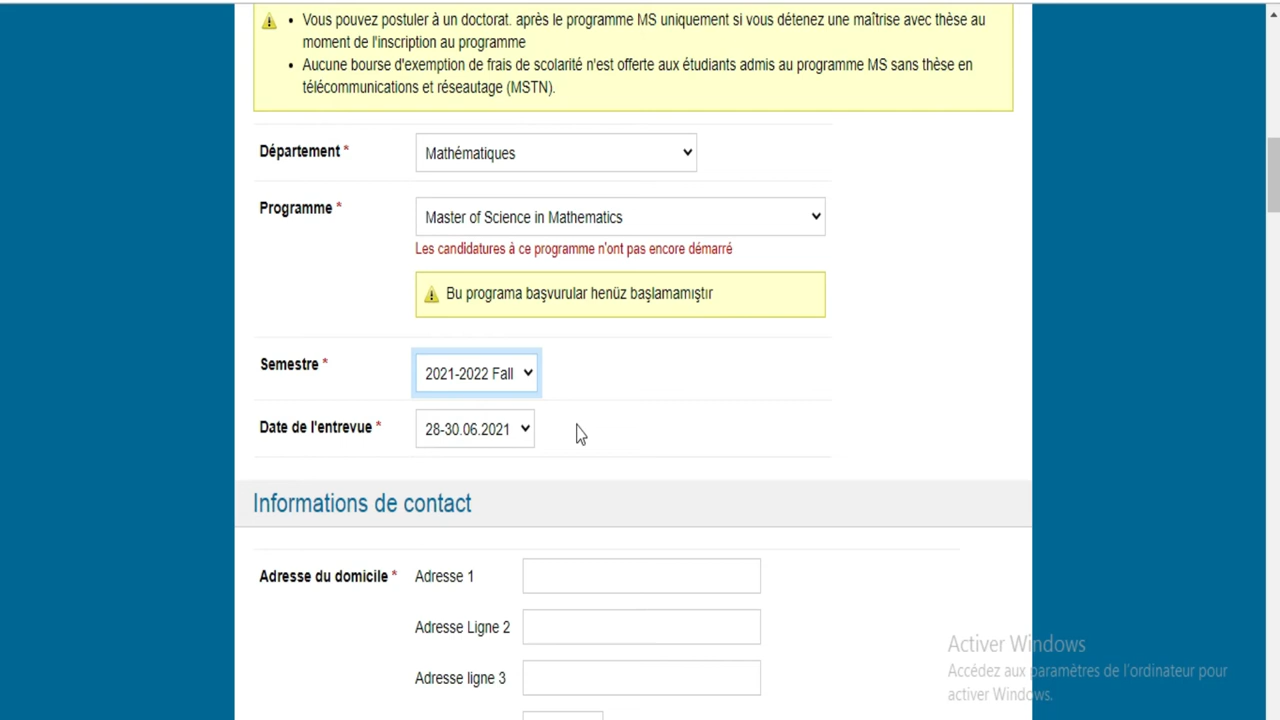 Vous pouvez postuler à un doctorat. après le programme MS uniquement si vous détenez une maîtrise avec thèse au
moment de l'inscription au programme
Aucune bourse d'exemption de frais de scolarité n'est offerte aux étudiants admis au programme MS sans thèse en
télécommunications et réseautage (MSTN).
Département * Mathématiques
Programme * Master of Science in Mathematics
Les candidatures à ce programme n'ont pas encore démarré
Bu programa başvurular henüz başlamamıştır
Semestre * 2021-2022 Fall
Date de l'entrevue * 28-30.06.2021
Informations de contact
Adresse du domicile * Adresse 1
Adresse Ligne 2
Adresse ligne 3
Activer Windows
Accédez aux paramètres de l'ordinateur pour
activer Windows.